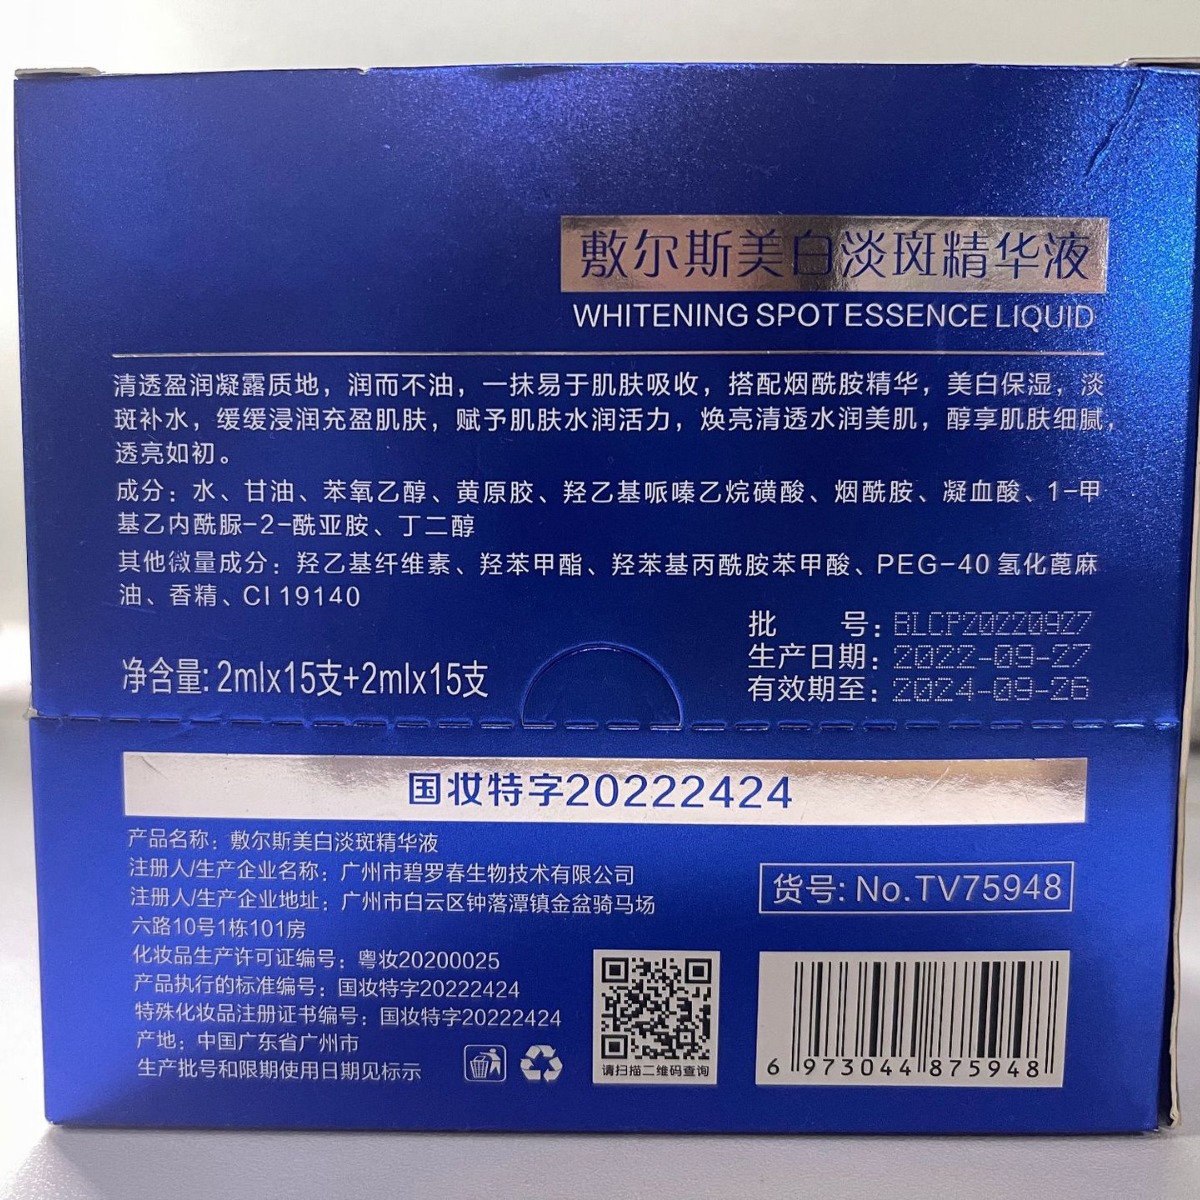 敷尔斯美白淡斑精华液
WHITENING SPOT ESSENCE LIQUID
清透盈润凝露质地，润而不油，一抹易于肌肤吸收，搭配烟酰胺精华，美白保湿，淡
斑补水，缓缓浸润充盈肌肤，赋予肌肤水润活力，焕亮清透水润美肌，醇享肌肤细腻，
透亮如初。
成分：水、甘油、苯氧乙醇、黄原胶、羟乙基哌嗪乙烷磺酸、烟酰胺、凝血酸、1-甲
基乙内酰脲-2-酰亚胺、丁二醇
其他微量成分：羟乙基纤维素、羟苯甲酯、羟苯基丙酰胺苯甲酸、PEG-40 氢化蓖麻
油、香精、CI 19140
批 号：BLCP20220927
生产日期：2022-09-27
有效期至：2024-09-26
净含量: 2mlx15支+2mlx15支
国妆特字20222424
产品名称：敷尔斯美白淡斑精华液
注册人/生产企业名称：广州市碧罗春生物技术有限公司
注册人/生产企业地址：广州市白云区钟落潭镇金盆骑马场
六路10号1栋101房
化妆品生产许可证编号：粤妆20200025
产品执行的标准编号：国妆特字20222424
特殊化妆品注册证书编号：国妆特字20222424
产地：中国广东省广州市
生产批号和限期使用日期见标示
货号: No.TV75948
请扫描二维码查询
6 973044 875948